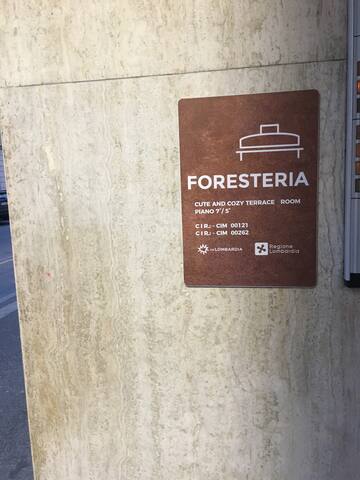 FORESTERIA
CUTE AND COZY TERRACE ROOM
PIANO 7°/ 5°
C I R.: - CIM 00121
C I R.: - CIM 00262
inLOMBARDIA
Regione
Lombardia